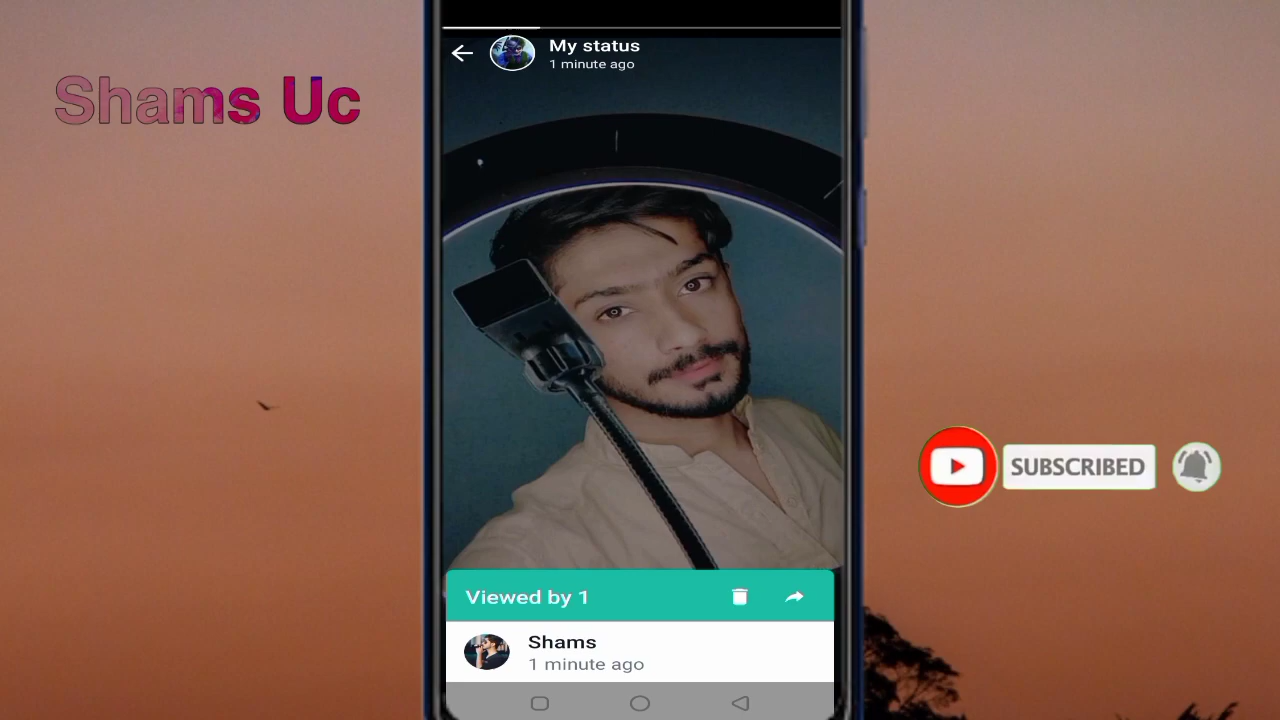 Shams Uc
My status
1 minute ago
SUBSCRIBED
Viewed by 1
Shams
1 minute ago